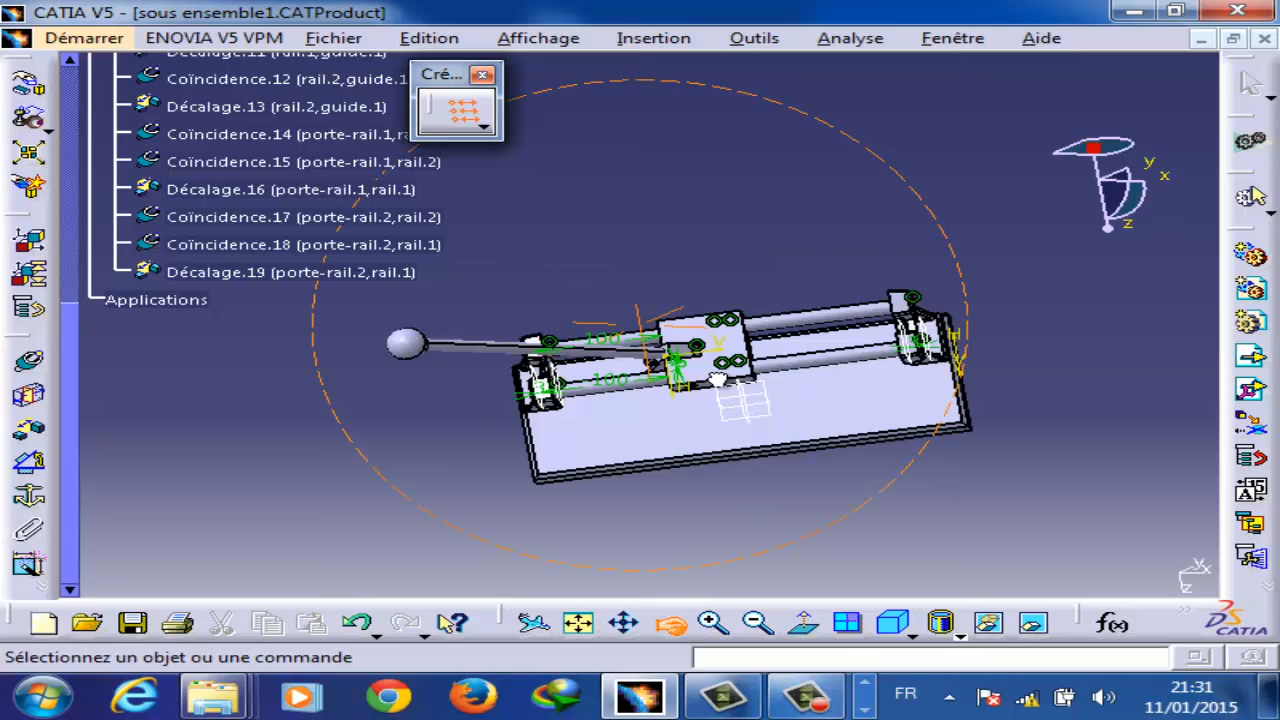 CATIA V5 - [sous ensemble1.CATProduct]
Démarrer ENOVIA V5 VPM Fichier Edition Affichage Insertion Outils Analyse Fenêtre Aide
Coïncidence.12 (rail.2,guide.1
Décalage.13 (rail.2,guide.1)
Coïncidence.14 (porte-rail.1,ra
Coïncidence.15 (porte-rail.1,rail.2)
Décalage.16 (porte-rail.1,rail.1)
Coïncidence.17 (porte-rail.2,rail.2)
Coïncidence.18 (porte-rail.2,rail.1)
Décalage.19 (porte-rail.2,rail.1)
Applications
Cré...
y
x
z
100
100
f(x)
CATIA
Sélectionnez un objet ou une commande
FR
21:31
11/01/2015